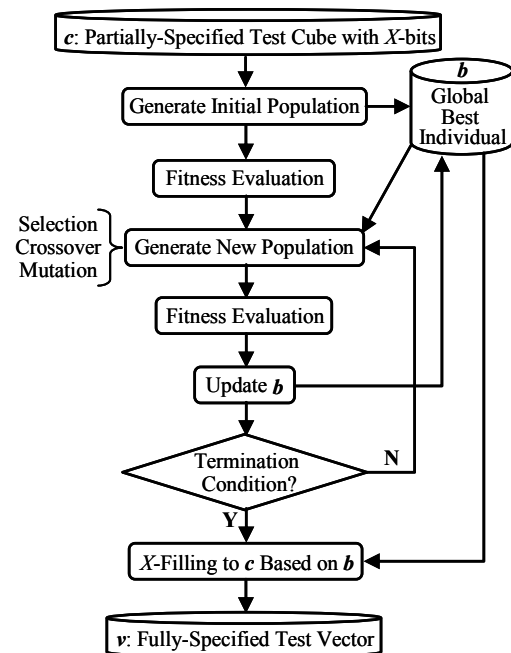 c: Partially-Specified Test Cube with X-bits
Generate Initial Population
b
Global
Best
Individual
Fitness Evaluation
Selection
Crossover
Mutation
Generate New Population
Fitness Evaluation
Update b
Termination
Condition?
N
Y
X-Filling to c Based on b
v: Fully-Specified Test Vector